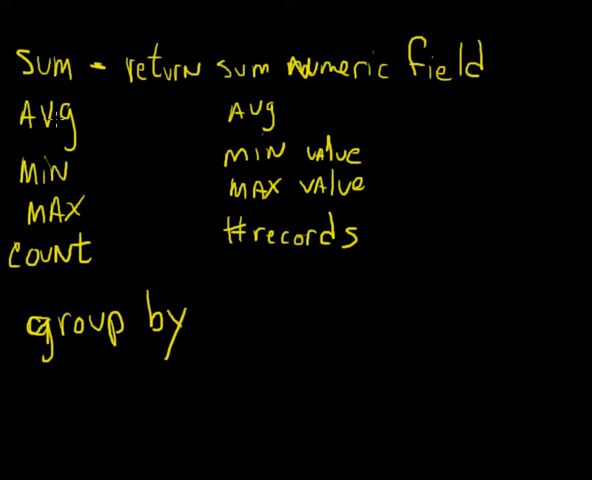 SUM - return sum numeric field
AVg AVg
MIN MIN value
MAX MAX VAlue
COUNT #records
group by